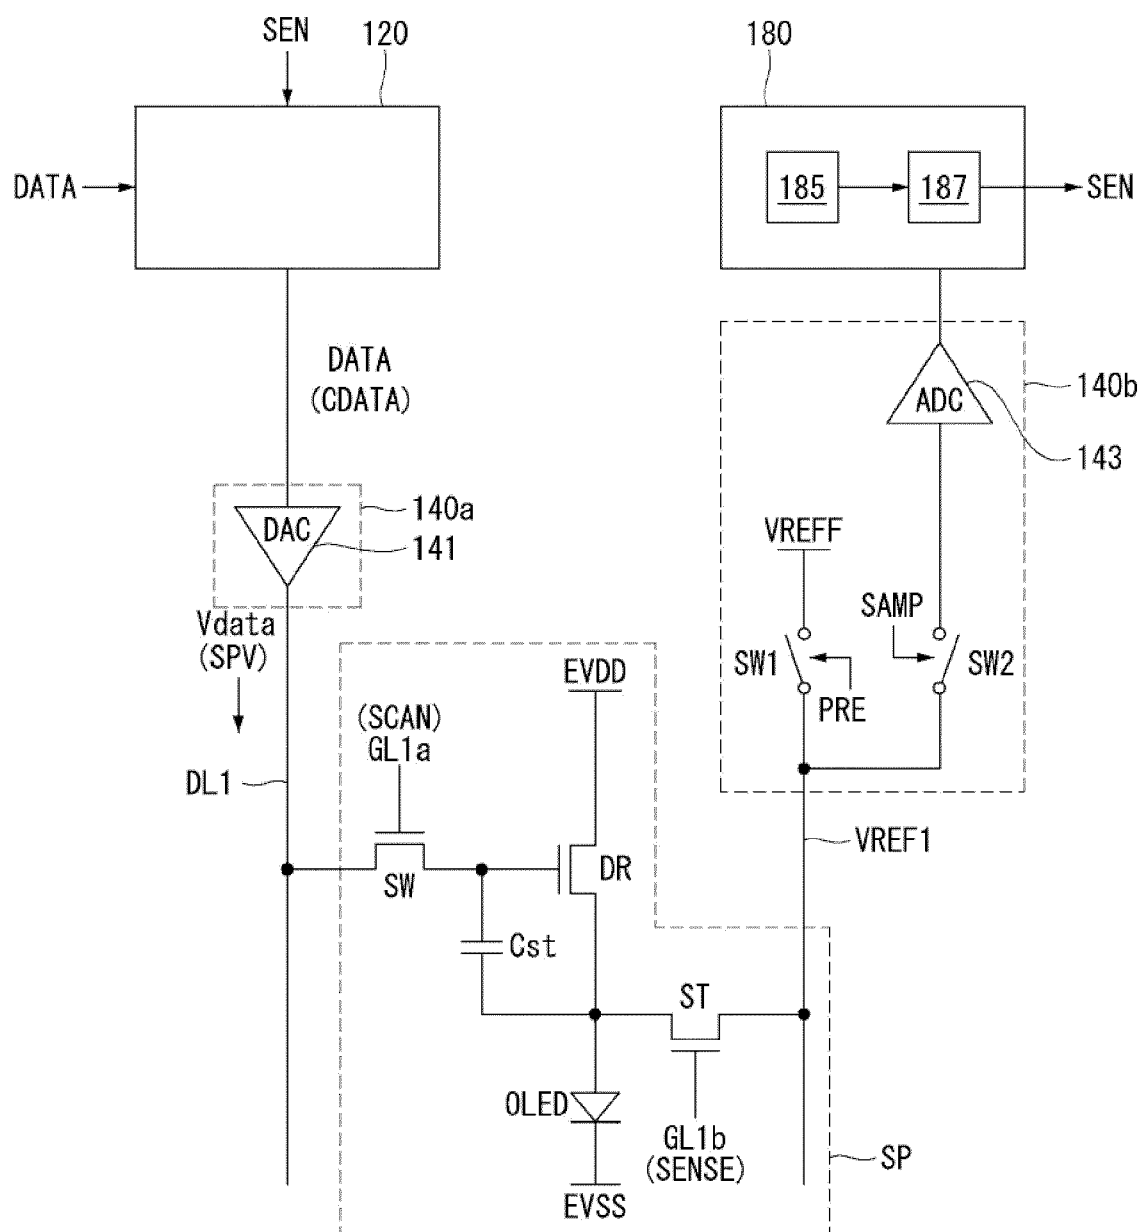 SEN
120
180
DATA
185
187
SEN
DATA
(CDATA)
ADC
140b
143
140a
DAC
141
VREFF
Vdata
(SPV)
SAMP
SW1
SW2
PRE
EVDD
(SCAN)
GL1a
DL1
VREF1
SW
DR
Cst
ST
OLED
GL1b
(SENSE)
SP
EVSS